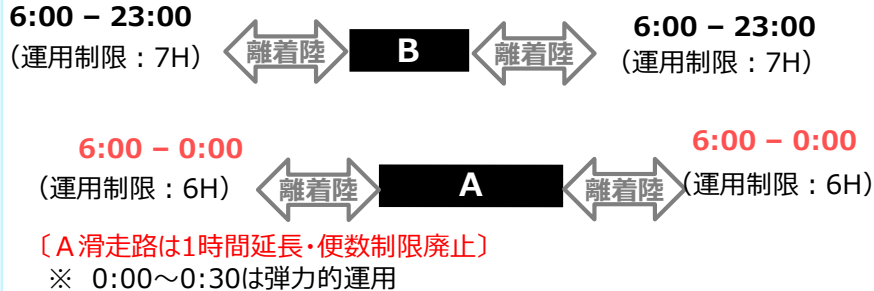 6:00 – 23:00
(運用制限：7H)
離着陸
B
離着陸
6:00 – 23:00
(運用制限：7H)
6:00 – 0:00
(運用制限：6H)
離着陸
A
離着陸
6:00 – 0:00
(運用制限：6H)
〔A滑走路は1時間延長・便数制限廃止〕
※ 0:00～0:30は弾力的運用